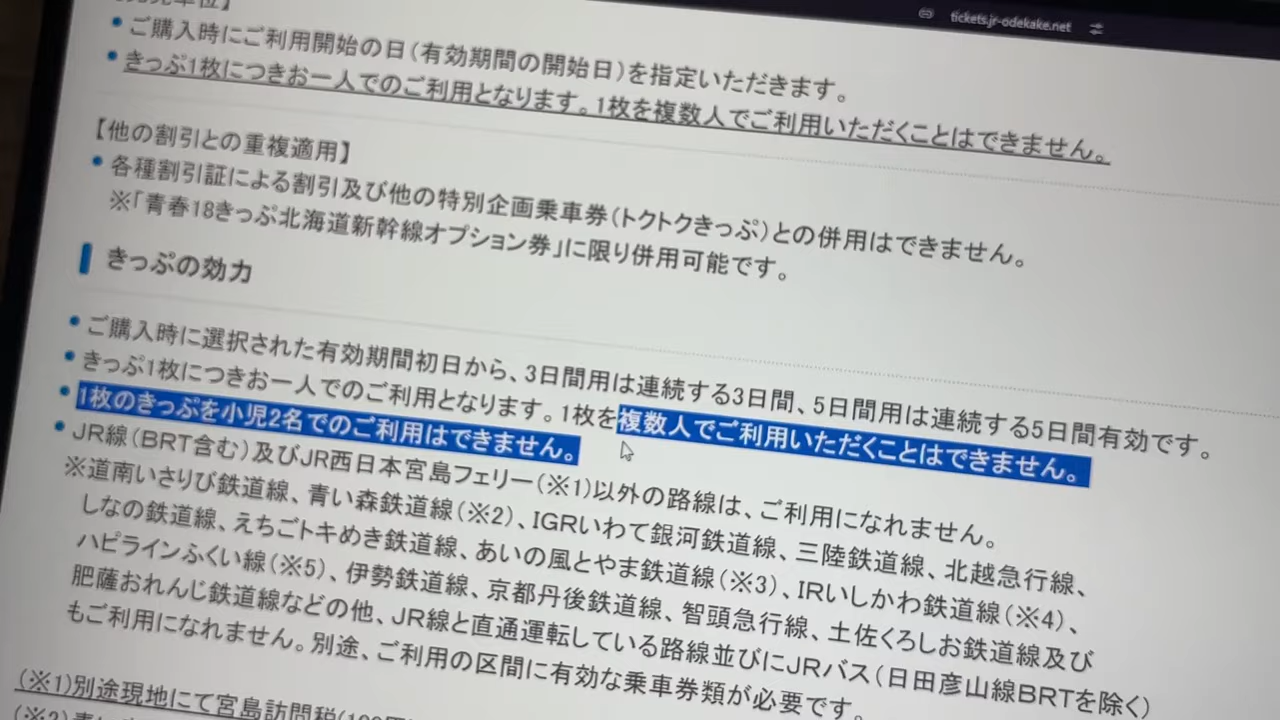 tickets.jr-odekake.net
・ご購入時にご利用開始の日(有効期間の開始日)を指定いただきます。
・きっぷ1枚につきお一人でのご利用となります。1枚を複数人でご利用いただくことはできません。
【他の割引との重複適用】
・各種割引証による割引及び他の特別企画乗車券(トクトクきっぷ)との併用はできません。
※「青春18きっぷ北海道新幹線オプション券」に限り併用可能です。
きっぷの効力
・ご購入時に選択された有効期間初日から、3日間用は連続する3日間、5日間用は連続する5日間有効です。
・きっぷ1枚につきお一人でのご利用となります。1枚を複数人でご利用いただくことはできません。
・1枚のきっぷを小児2名でのご利用はできません。
・JR線(BRT含む)及びJR西日本宮島フェリー(※1)以外の路線は、ご利用になれません。
※道南いさりび鉄道線、青い森鉄道線(※2)、IGRいわて銀河鉄道線、三陸鉄道線、北越急行線、
しなの鉄道線、えちごトキめき鉄道線、あいの風とやま鉄道線(※3)、IRいしかわ鉄道線(※4)、
ハピラインふくい線(※5)、伊勢鉄道線、京都丹後鉄道線、智頭急行線、土佐くろしお鉄道線及び
肥薩おれんじ鉄道線などの他、JR線と直通運転している路線並びにJRバス(日田彦山線BRTを除く)
もご利用になれません。別途、ご利用の区間に有効な乗車券類が必要です。
(※1)別途現地にて宮島訪問税(100円